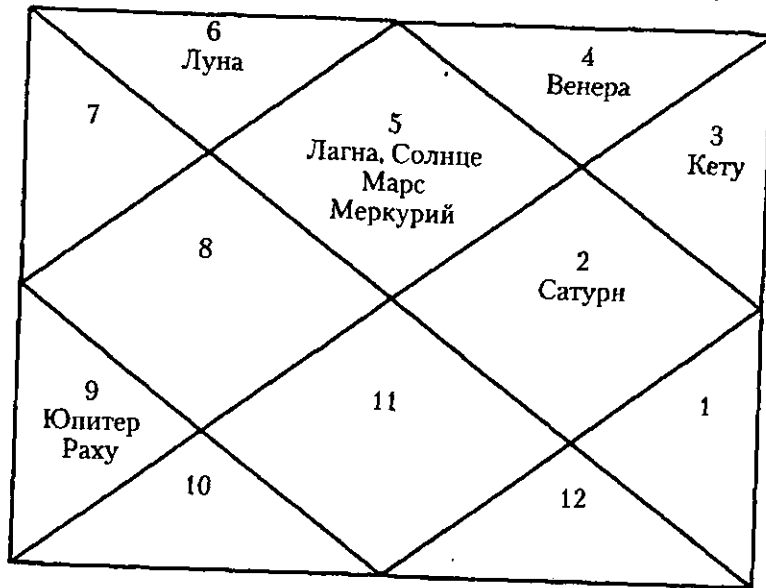 6
Луна
4
Венера
7
5
Лагна, Солнце
Марс
Меркурий
3
Кету
8
2
Сатурн
9
Юпитер
Раху
11
1
10
12